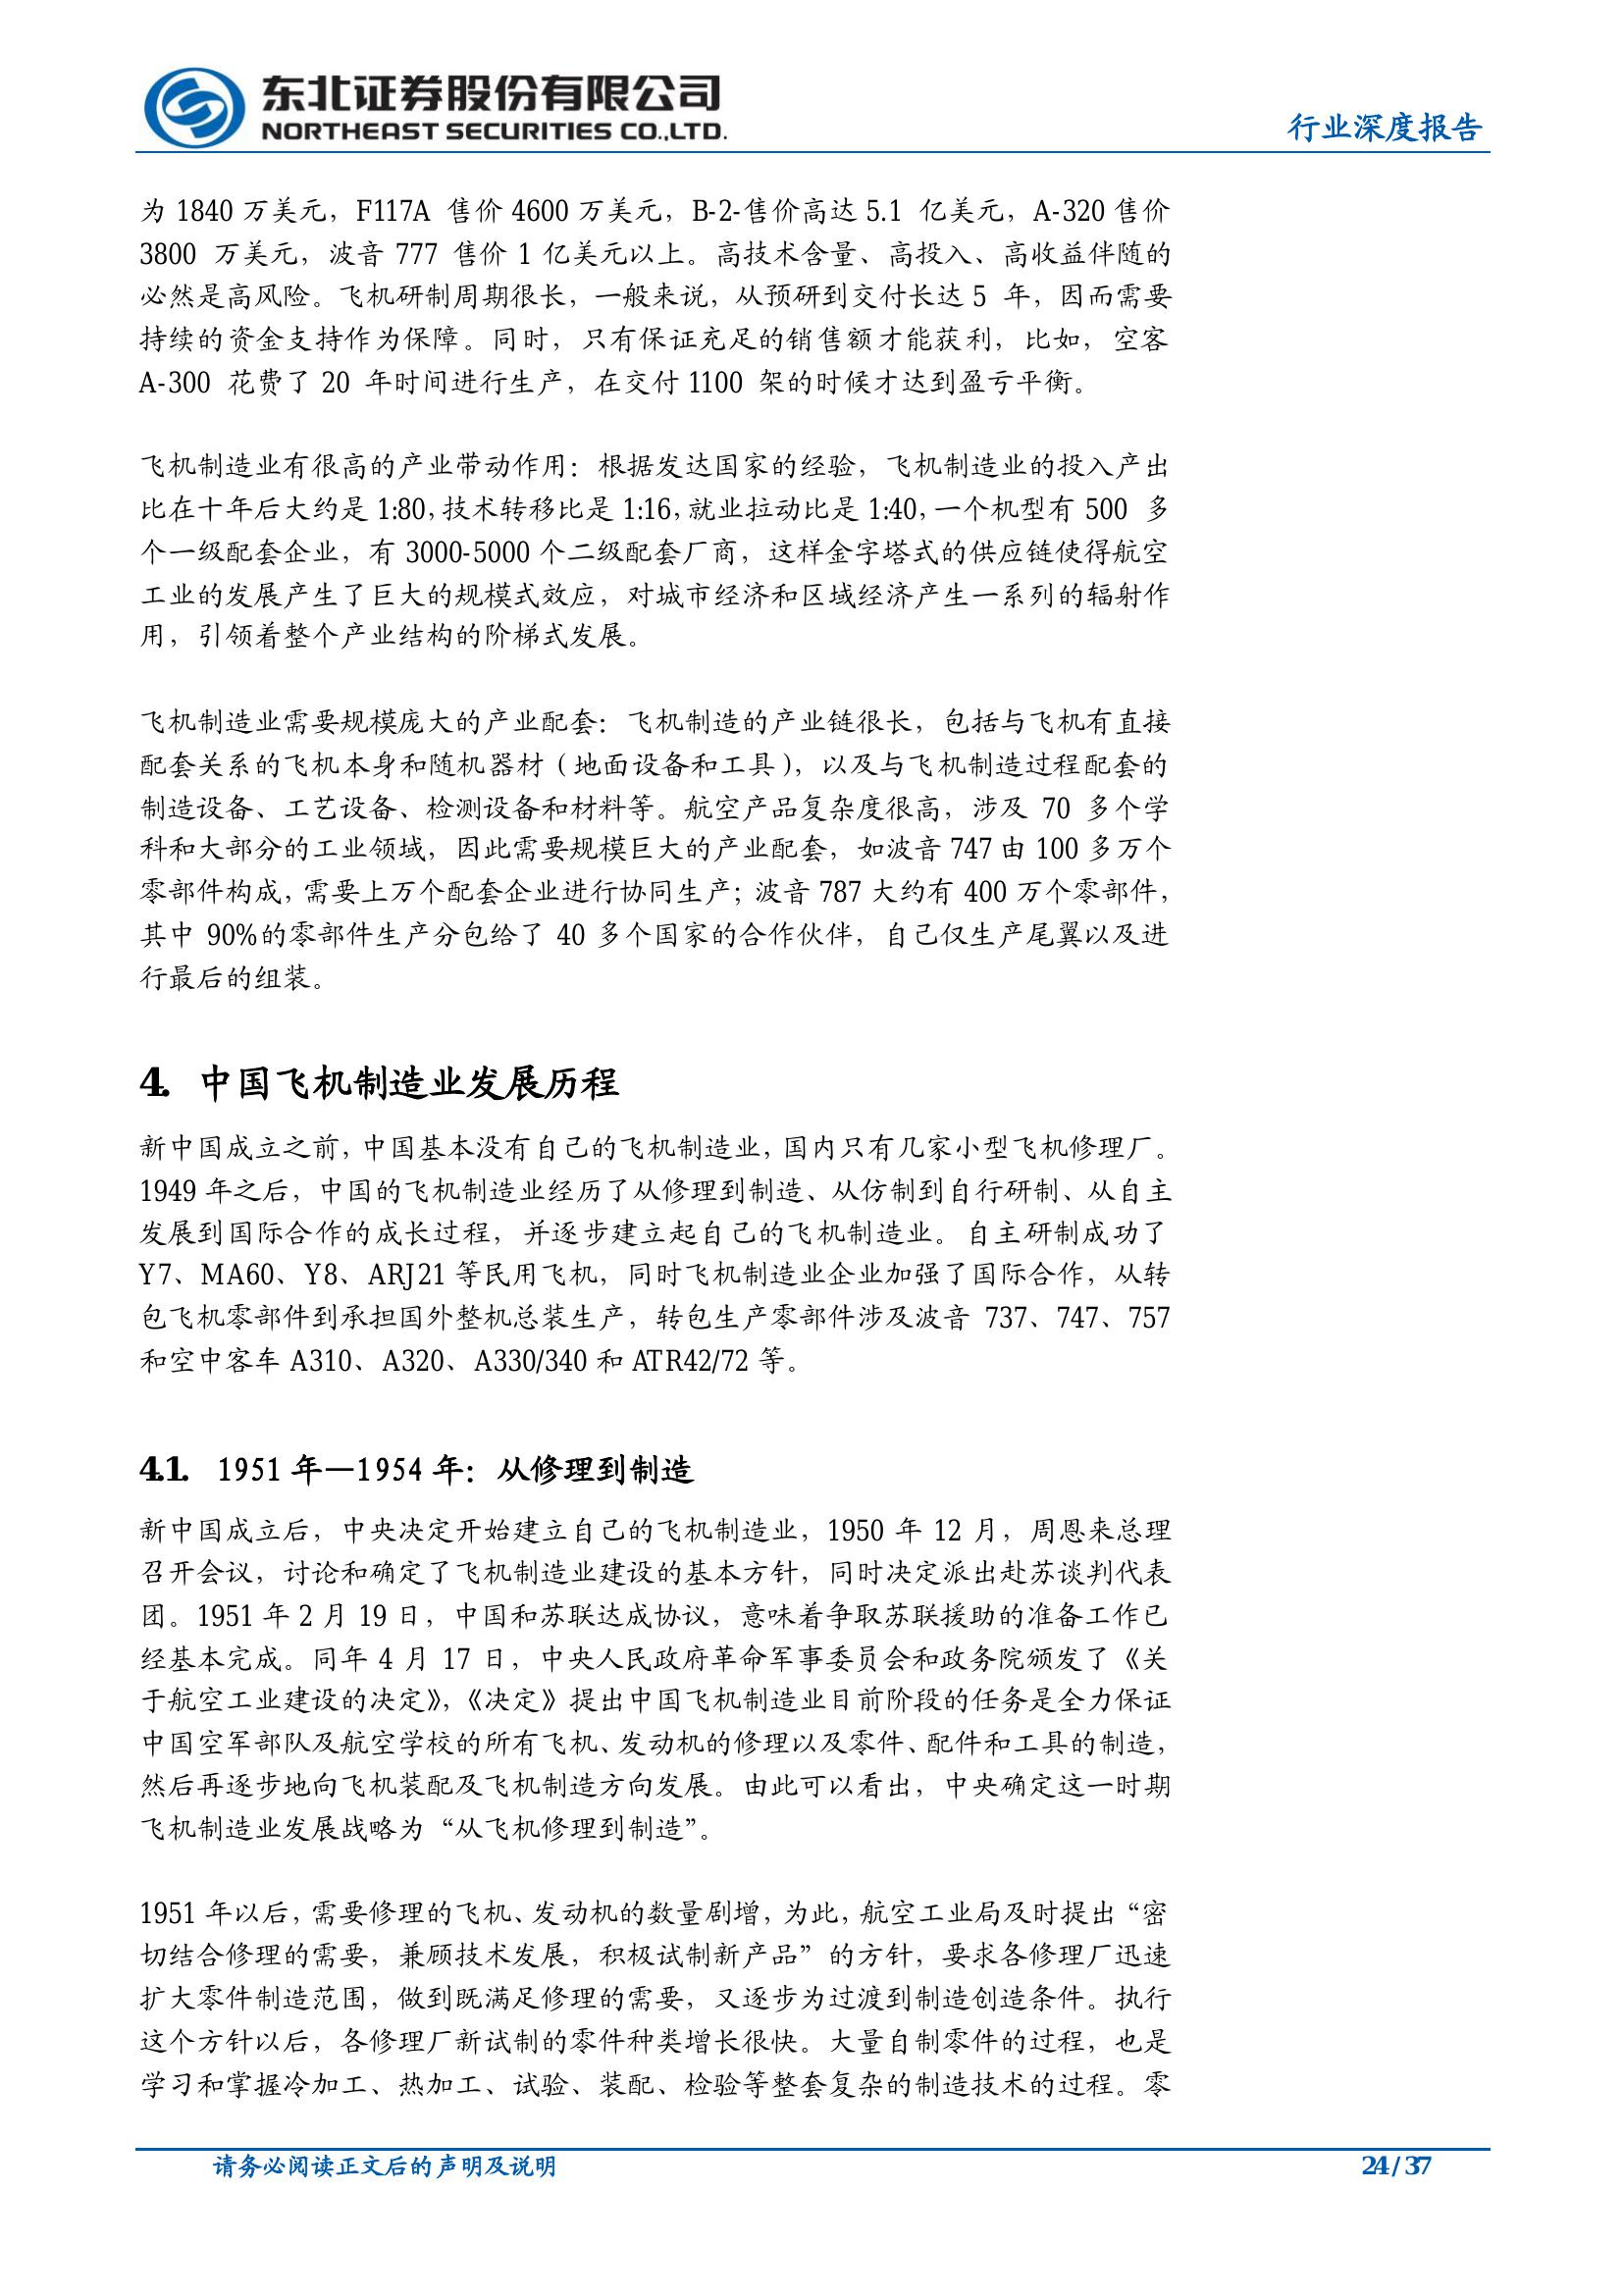 东北证券股份有限公司
NORTHEAST SECURITIES CO.,LTD.
行业深度报告
为 1840 万美元，F117A 售价 4600 万美元，B-2-售价高达 5.1 亿美元，A-320 售价
3800 万美元，波音 777 售价 1 亿美元以上。高技术含量、高投入、高收益伴随的
必然是高风险。飞机研制周期很长，一般来说，从预研到交付长达 5 年，因而需要
持续的资金支持作为保障。同时，只有保证充足的销售额才能获利，比如，空客
A-300 花费了 20 年时间进行生产，在交付 1100 架的时候才达到盈亏平衡。
飞机制造业有很高的产业带动作用：根据发达国家的经验，飞机制造业的投入产出
比在十年后大约是 1:80，技术转移比是 1:16，就业拉动比是 1:40，一个机型有 500 多
个一级配套企业，有 3000-5000 个二级配套厂商，这样金字塔式的供应链使得航空
工业的发展产生了巨大的规模式效应，对城市经济和区域经济产生一系列的辐射作
用，引领着整个产业结构的阶梯式发展。
飞机制造业需要规模庞大的产业配套：飞机制造的产业链很长，包括与飞机有直接
配套关系的飞机本身和随机器材（地面设备和工具），以及与飞机制造过程配套的
制造设备、工艺设备、检测设备和材料等。航空产品复杂度很高，涉及 70 多个学
科和大部分的工业领域，因此需要规模巨大的产业配套，如波音 747 由 100 多万个
零部件构成，需要上万个配套企业进行协同生产；波音 787 大约有 400 万个零部件，
其中 90%的零部件生产分包给了 40 多个国家的合作伙伴，自己仅生产尾翼以及进
行最后的组装。
4. 中国飞机制造业发展历程
新中国成立之前，中国基本没有自己的飞机制造业，国内只有几家小型飞机修理厂。
1949 年之后，中国的飞机制造业经历了从修理到制造、从仿制到自行研制、从自主
发展到国际合作的成长过程，并逐步建立起自己的飞机制造业。自主研制成功了
Y7、MA60、Y8、ARJ21 等民用飞机，同时飞机制造业企业加强了国际合作，从转
包飞机零部件到承担国外整机总装生产，转包生产零部件涉及波音 737、747、757
和空中客车 A310、A320、A330/340 和 ATR42/72 等。
4.1. 1951 年—1954 年：从修理到制造
新中国成立后，中央决定开始建立自己的飞机制造业，1950 年 12 月，周恩来总理
召开会议，讨论和确定了飞机制造业建设的基本方针，同时决定派出赴苏谈判代表
团。1951 年 2 月 19 日，中国和苏联达成协议，意味着争取苏联援助的准备工作已
经基本完成。同年 4 月 17 日，中央人民政府革命军事委员会和政务院颁发了《关
于航空工业建设的决定》，《决定》提出中国飞机制造业目前阶段的任务是全力保证
中国空军部队及航空学校的所有飞机、发动机的修理以及零件、配件和工具的制造，
然后再逐步地向飞机装配及飞机制造方向发展。由此可以看出，中央确定这一时期
飞机制造业发展战略为“从飞机修理到制造”。
1951 年以后，需要修理的飞机、发动机的数量剧增，为此，航空工业局及时提出“密
切结合修理的需要，兼顾技术发展，积极试制新产品”的方针，要求各修理厂迅速
扩大零件制造范围，做到既满足修理的需要，又逐步为过渡到制造创造条件。执行
这个方针以后，各修理厂新试制的零件种类增长很快。大量自制零件的过程，也是
学习和掌握冷加工、热加工、试验、装配、检验等整套复杂的制造技术的过程。零
请务必阅读正文后的声明及说明
24 / 37